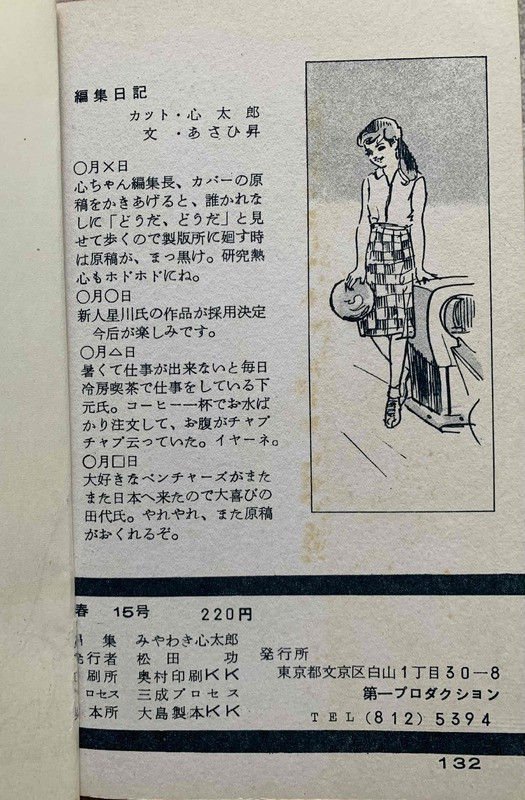 編集日記
カット・心太郎
文・あさひ昇
〇月×日
心ちゃん編集長、カバーの原
稿をかきあげると、誰かれな
しに「どうだ、どうだ」と見
せて歩くので製版所に廻す時
は原稿が、まっ黒け。研究熱
心もホドホドにね。
〇月〇日
新人星川氏の作品が採用決定
今后が楽しみです。
〇月△日
暑くて仕事が出来ないと毎日
冷房喫茶で仕事をしている下
元氏。コーヒー一杯でお水ば
かり注文して、お腹がチャプ
チャプ云っていた。イヤーネ。
〇月□日
大好きなベンチャーズがまた
また日本へ来たので大喜びの
田代氏。やれやれ、また原稿
がおくれるぞ。
春 15号 220円
集 みやわき心太郎
発行者 松田 功
刷所 奥村印刷KK
ロセス 三成プロセス
本所 大島製本KK
発行所
東京都文京区白山1丁目30—8
第一プロダクション
TEL(812)5394
132